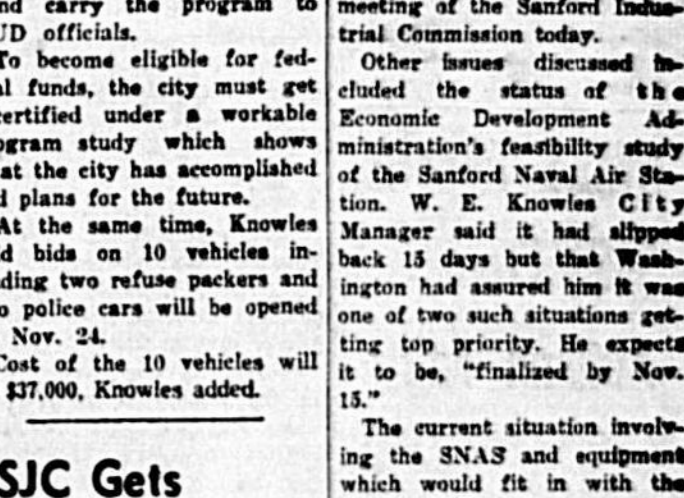 nd carry the program to
UD officials.
To become eligible for fed-
al funds, the city must get
certified under a workable
ogram study which shows
at the city has accomplished
d plans for the future.
At the same time, Knowles
d bids on 10 vehicles in-
ding two refuse packers and
o police cars will be opened
Nov. 24.
Cost of the 10 vehicles will
$37,000, Knowles added.
SJC Gets
meeting of the Sanford Indus-
trial Commission today.
Other issues discussed in-
cluded the status of the
Economic Development Ad-
ministration's feasibility study
of the Sanford Naval Air Sta-
tion. W. E. Knowles City
Manager said it had slipped
back 15 days but that Wash-
ington had assured him it was
one of two such situations get-
ting top priority. He expects
it to be, "finalized by Nov.
15."
The current situation involv-
ing the SNAS and equipment
which would fit in with the